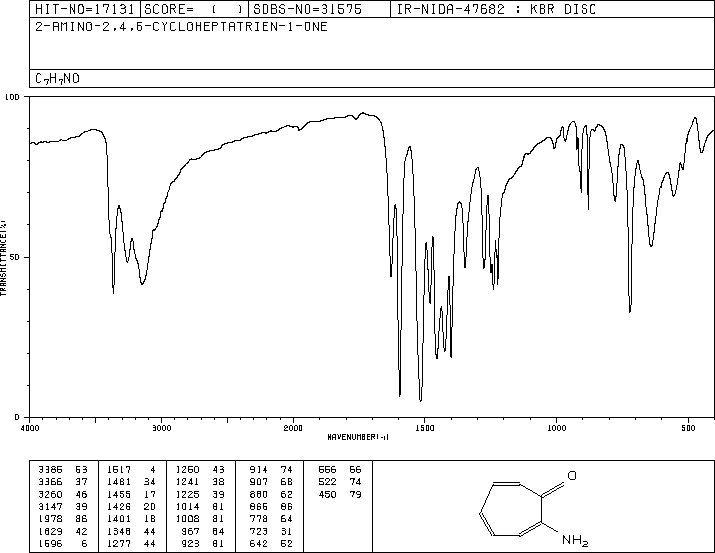 HIT-NO=17131 SCORE= ( ) SDBS-NO=31575 IR-NIDA-47682 : KBR DISC
2-AMINO-2,4,6-CYCLOHEPTATRIEN-1-ONE
C7H7NO
100
50
0
TRANSMITTANCE(%)
4000 3000 2000 1500 1000 500
WAVENUMBER(-1)
3385 63 1517 4 1250 43 914 74 556 66
3366 37 1481 34 1241 38 907 68 522 74
3260 46 1455 17 1225 39 880 62 450 79
3147 39 1426 20 1014 81 866 86
1978 86 1401 18 1008 81 778 64
1629 42 1348 44 967 84 723 31
1596 6 1277 44 923 81 642 52
O
NH2